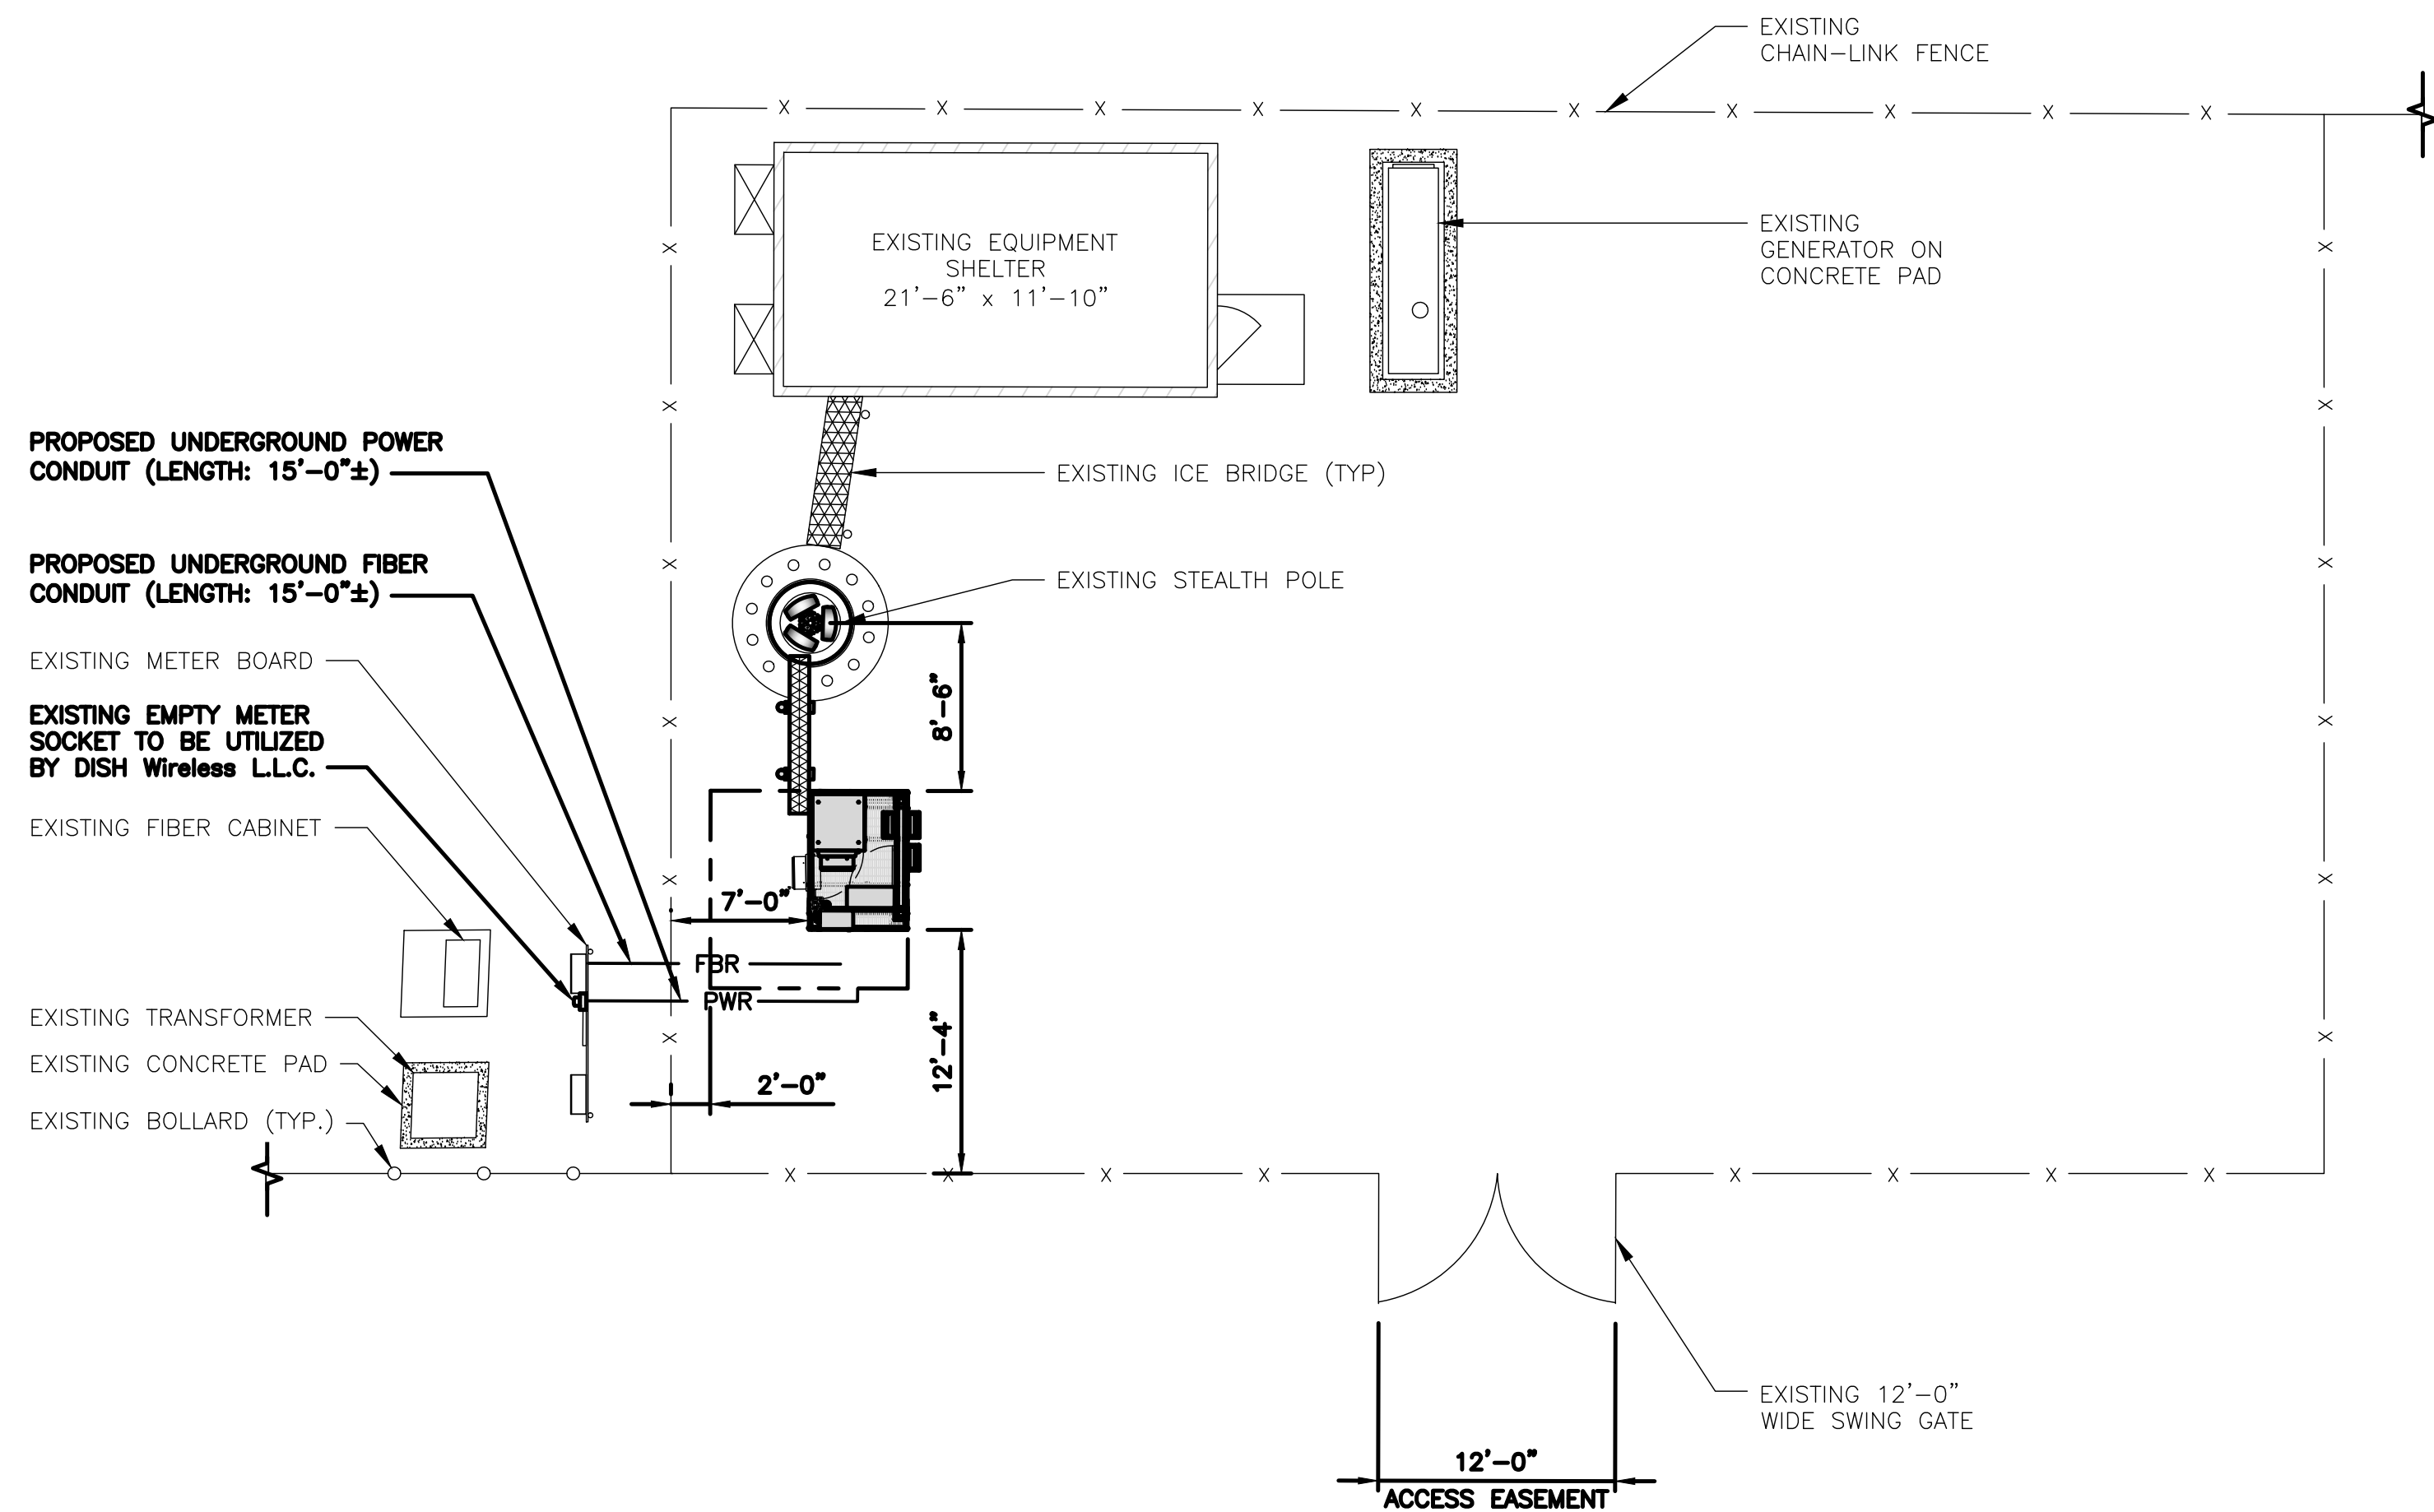 EXISTING
CHAIN-LINK FENCE
EXISTING EQUIPMENT
SHELTER
21'-6" x 11'-10"
EXISTING
GENERATOR ON
CONCRETE PAD
PROPOSED UNDERGROUND POWER
CONDUIT (LENGTH: 15'-0"±)
EXISTING ICE BRIDGE (TYP)
PROPOSED UNDERGROUND FIBER
CONDUIT (LENGTH: 15'-0"±)
EXISTING STEALTH POLE
EXISTING METER BOARD
8'-6"
EXISTING EMPTY METER
SOCKET TO BE UTILIZED
BY DISH Wireless L.L.C.
EXISTING FIBER CABINET
7'-0"
FBR
PWR
EXISTING TRANSFORMER
12'-4"
EXISTING CONCRETE PAD
2'-0"
EXISTING BOLLARD (TYP.)
EXISTING 12'-0"
WIDE SWING GATE
12'-0"
ACCESS EASEMENT